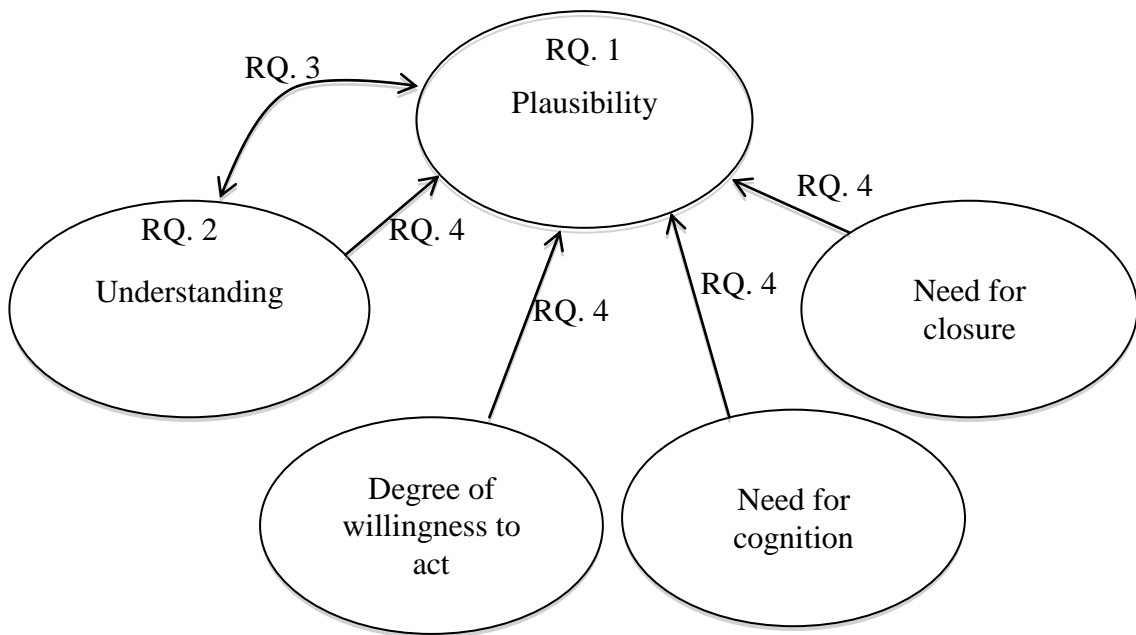 RQ. 1
Plausibility
RQ. 3
RQ. 2
Understanding
RQ. 4
RQ. 4
RQ. 4
RQ. 4
Need for
closure
Degree of
willingness to
act
Need for
cognition